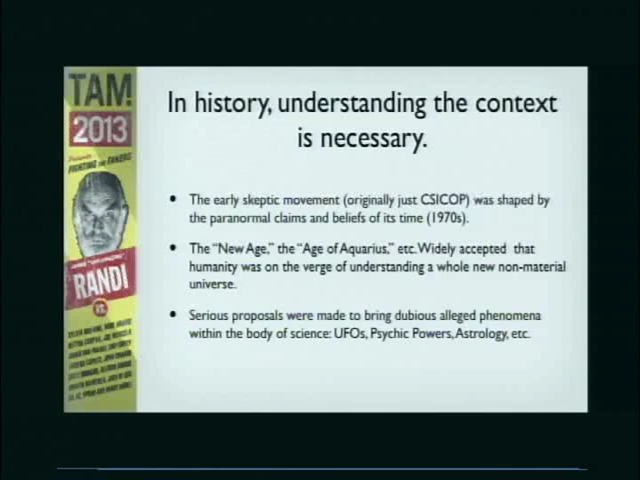 TAM!
2013
FIGHTING THE FAKERS
RANDI
VS.
In history, understanding the context
is necessary.
• The early skeptic movement (originally just CSICOP) was shaped by
the paranormal claims and beliefs of its time (1970s).
• The "New Age," the "Age of Aquarius," etc. Widely accepted that
humanity was on the verge of understanding a whole new non-material
universe.
• Serious proposals were made to bring dubious alleged phenomena
within the body of science: UFOs, Psychic Powers, Astrology, etc.